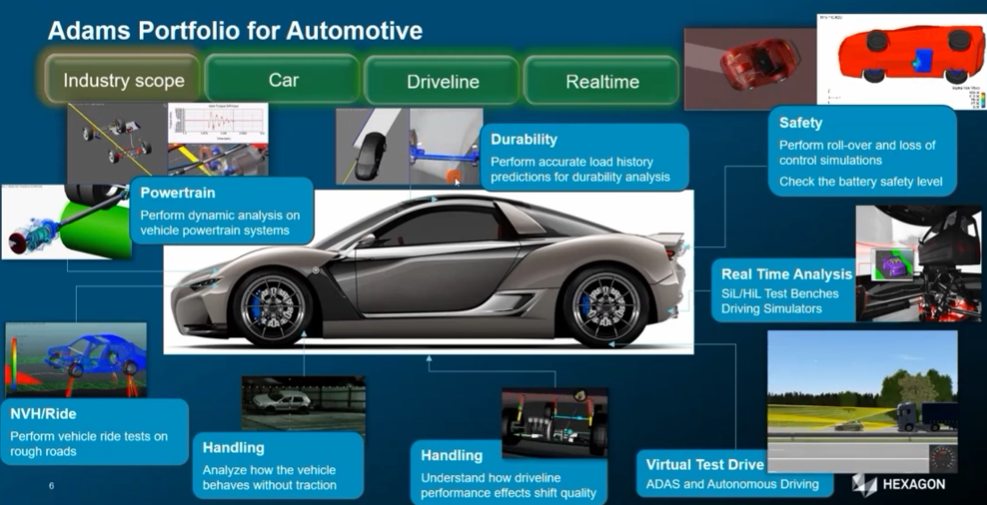 Adams Portfolio for Automotive
Industry scope
Car
Driveline
Realtime
Durability
Perform accurate load history
predictions for durability analysis
Safety
Perform roll-over and loss of
control simulations
Check the battery safety level
Powertrain
Perform dynamic analysis on
vehicle powertrain systems
Real Time Analysis
SiL/HiL Test Benches
Driving Simulators
NVH/Ride
Perform vehicle ride tests on
rough roads
Handling
Analyze how the vehicle
behaves without traction
Handling
Understand how driveline
performance effects shift quality
Virtual Test Drive
ADAS and Autonomous Driving
6
HEXAGON